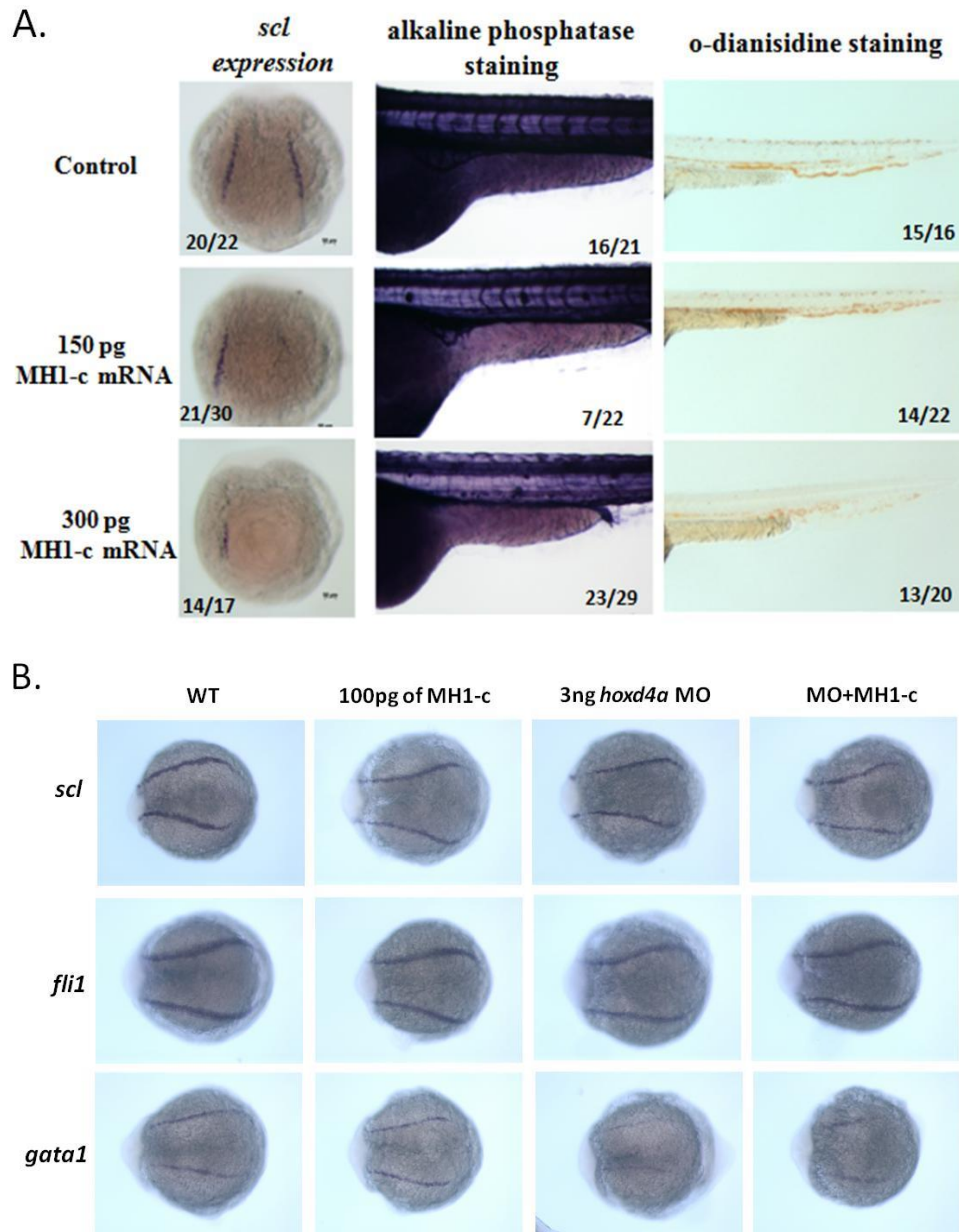 A.
scl
expression
alkaline phosphatase
staining
o-dianisidine staining
Control
20/22
16/21
15/16
150 pg
MH1-c mRNA
21/30
7/22
14/22
300 pg
MH1-c mRNA
14/17
23/29
13/20
B.
WT
100pg of MH1-c
3ng hoxd4a MO
MO+MH1-c
scl
fli1
gata1